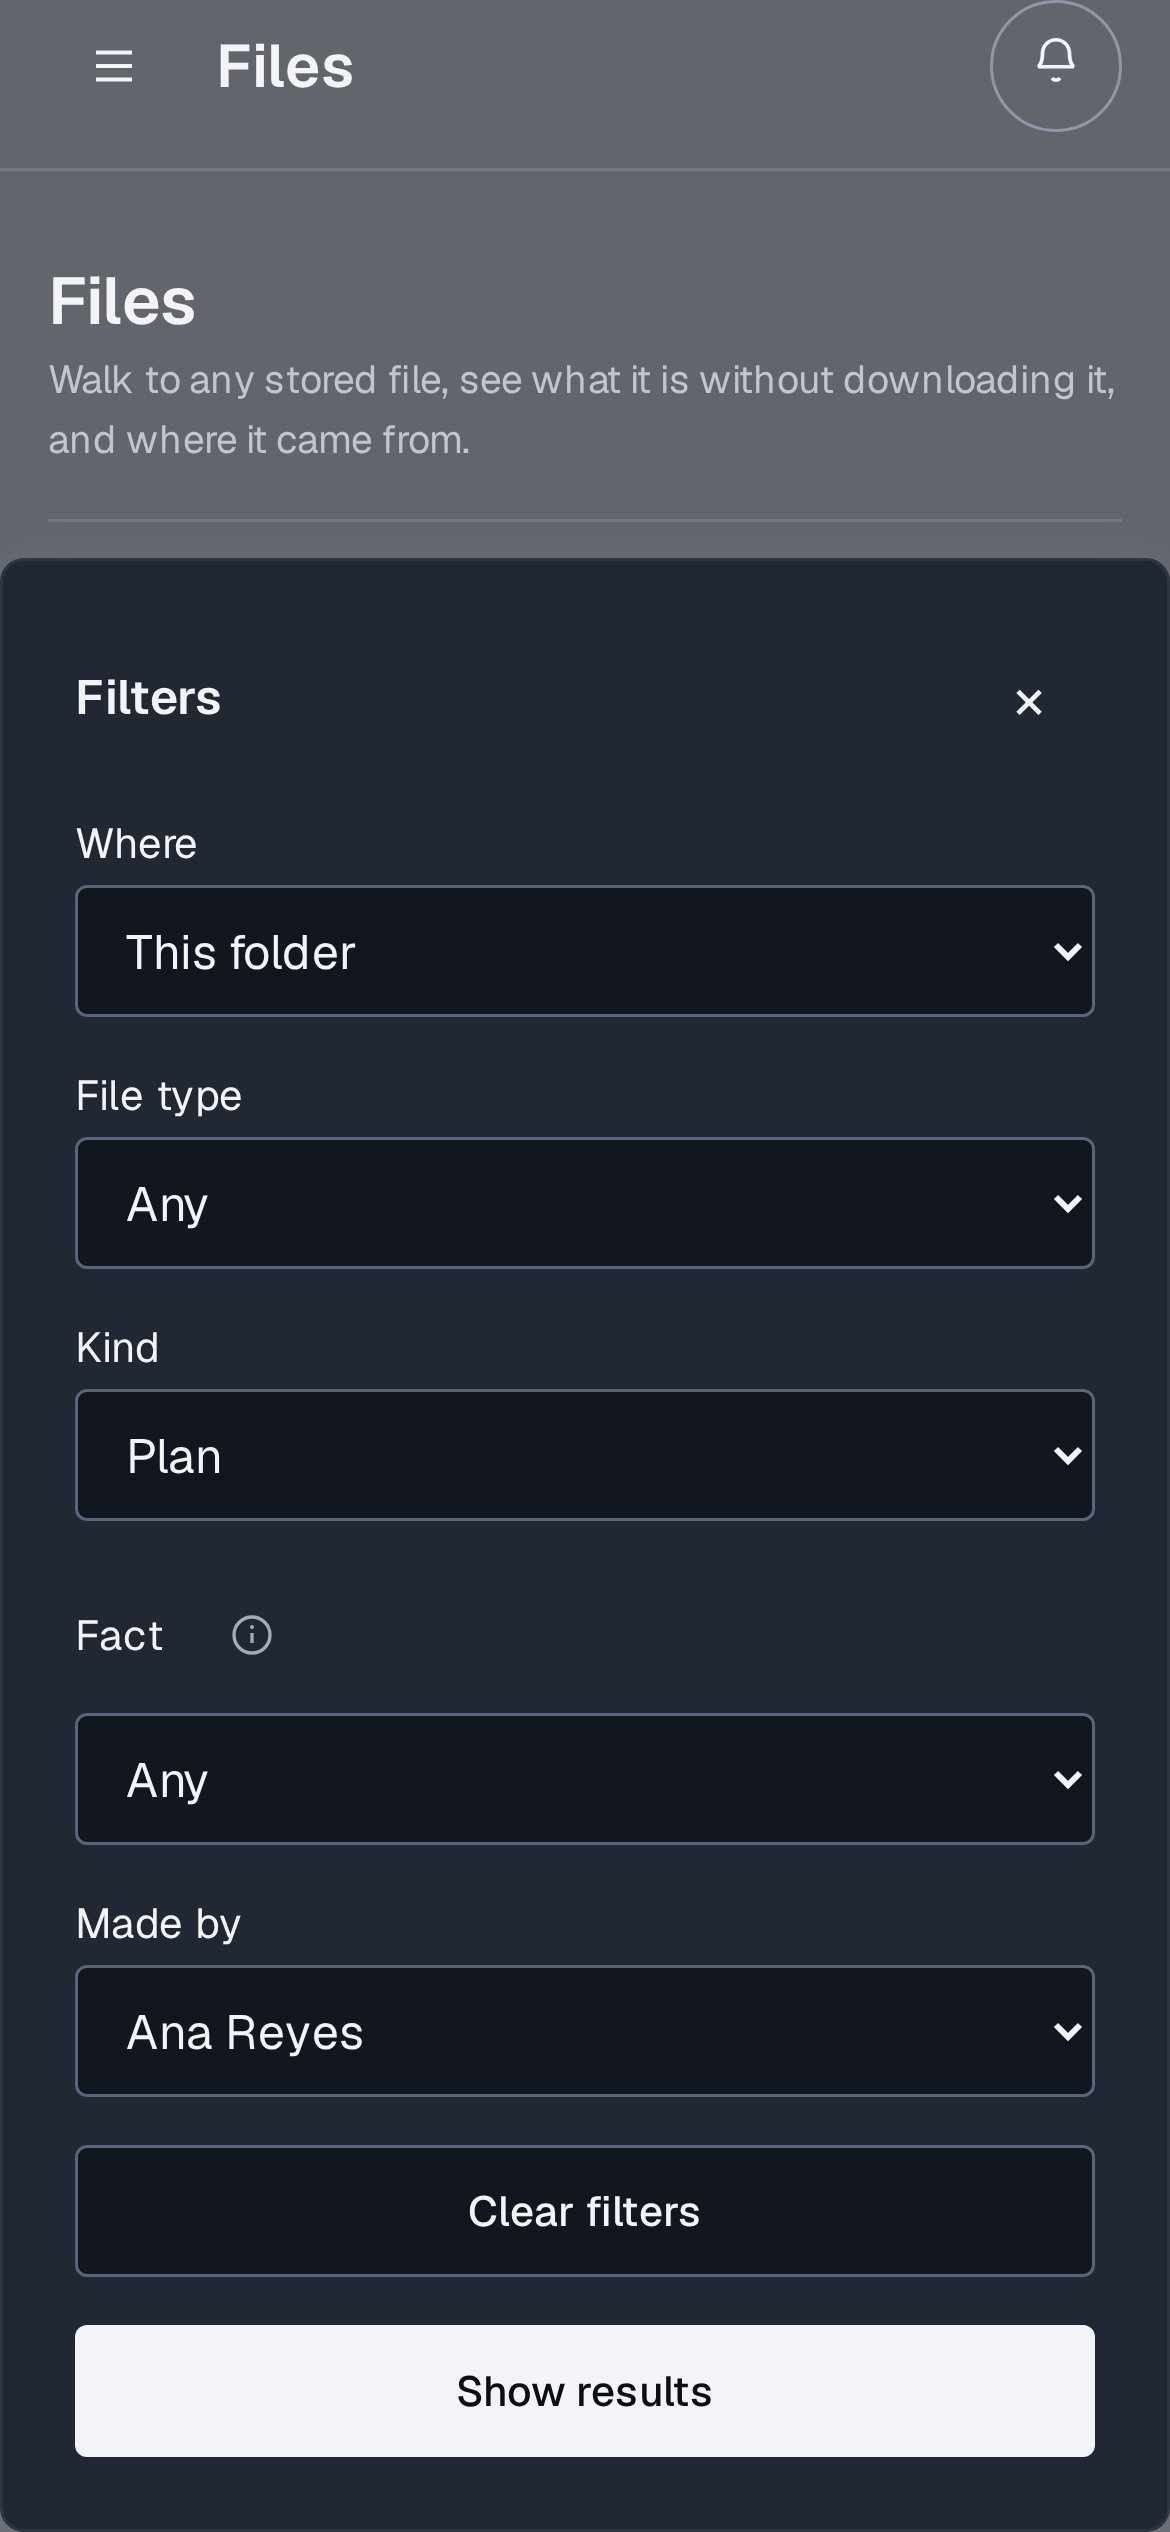 Files
Files
Walk to any stored file, see what it is without downloading it,
and where it came from.
Filters
Where
This folder
File type
Any
Kind
Plan
Fact
Any
Made by
Ana Reyes
Clear filters
Show results